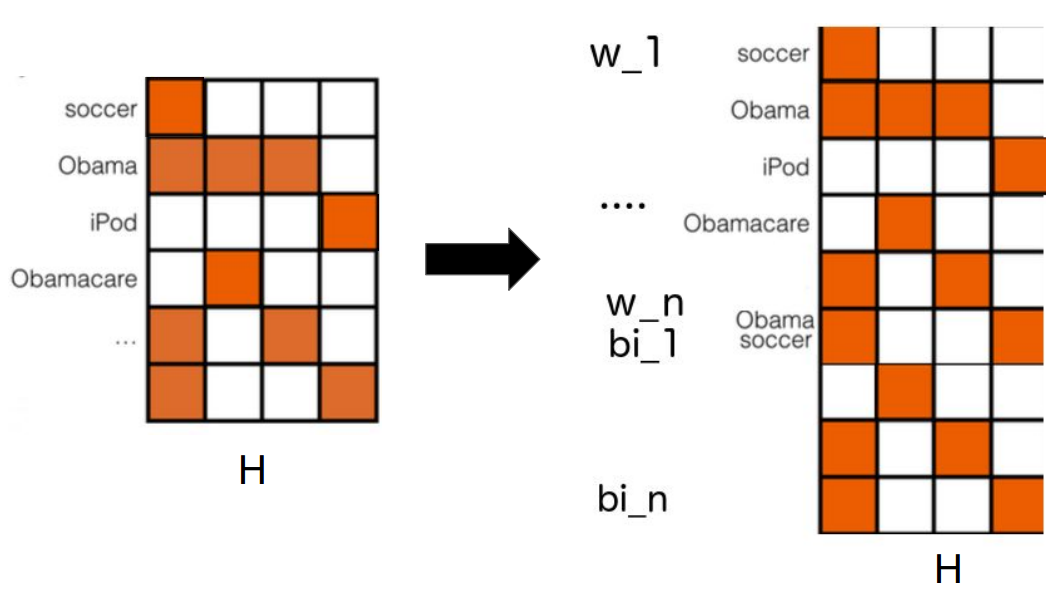 soccer
Obama
iPod
Obamacare
...
H
w_1
....
w_n
bi_1
bi_n
soccer
Obama
iPod
Obamacare
Obama
soccer
H